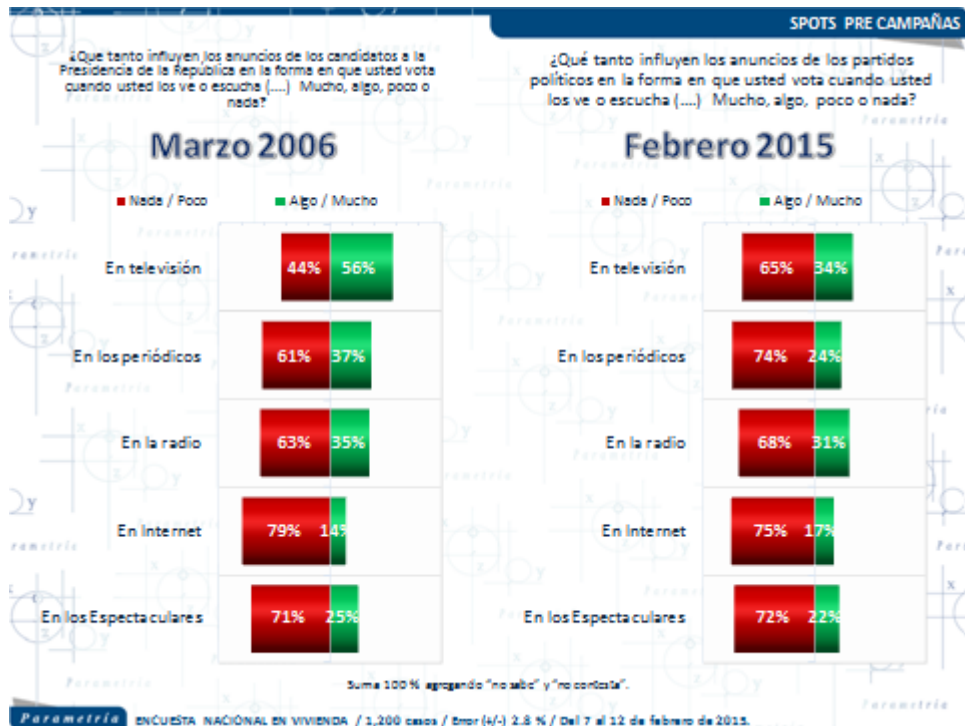 SPOTS PRE CAMPAÑAS
¿Que tanto influyen los anuncios de los candidatos a la
Presidencia de la Republica en la forma en que usted vota
cuando usted los ve o escucha (....) Mucho, algo, poco o
nada?
Marzo 2006
Nada / Poco
Algo / Mucho
En televisión
44% 56%
En los periódicos
61% 37%
En la radio
63% 35%
En Internet
79% 14%
En los Espectaculares
71% 25%
¿Qué tanto influyen los anuncios de los partidos
políticos en la forma en que usted vota cuando usted
los ve o escucha (....) Mucho, algo, poco o nada?
Febrero 2015
Nada / Poco
Algo / Mucho
En televisión
65% 34%
En los periódicos
74% 24%
En la radio
68% 31%
En Internet
75% 17%
En los Espectaculares
72% 22%
Suma 100 % agregando "no sabe" y "no contesta".
Parametría ENCUESTA NACIONAL EN VIVIENDA / 1,200 casos / Error (+/-) 2.8 % / Del 7 al 12 de febrero de 2015.